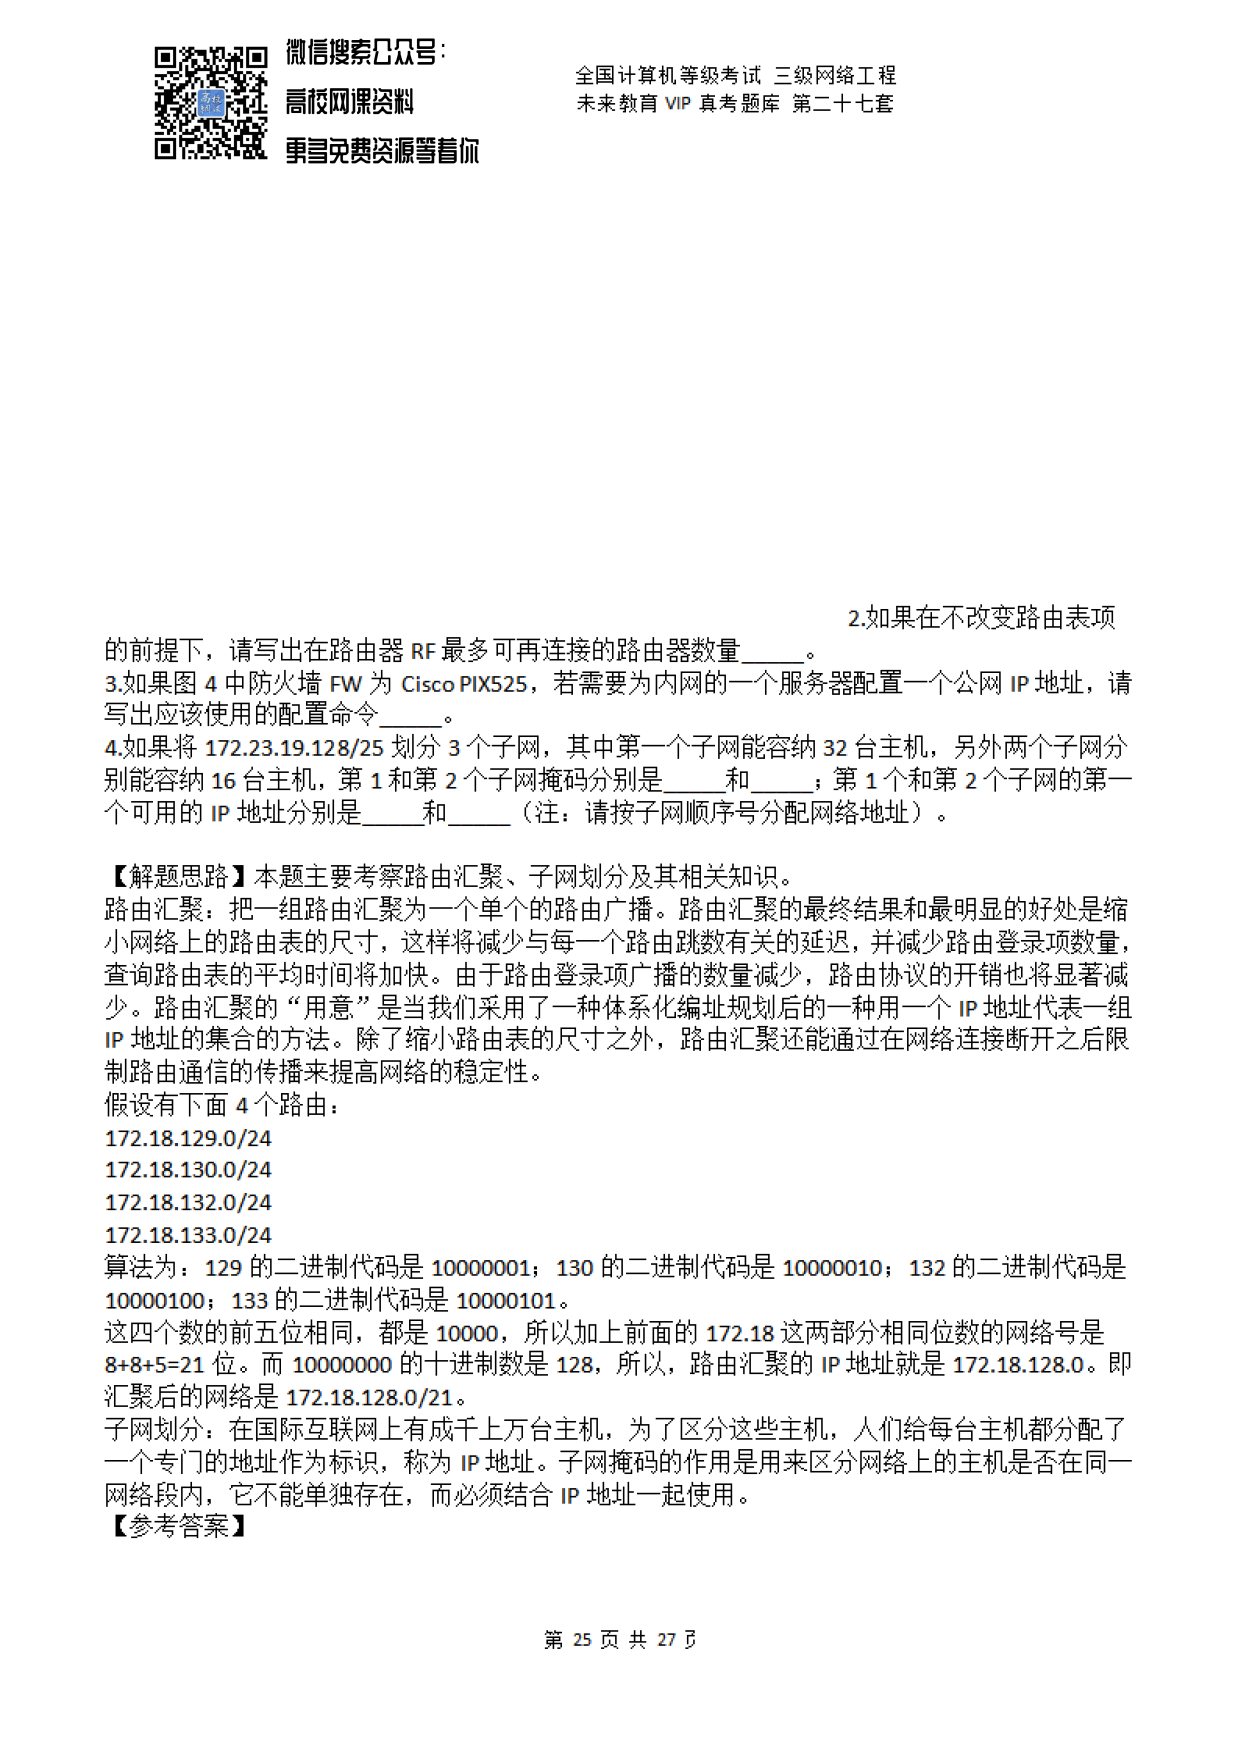 微信搜索公众号：
高校网课资料
更多免费资源等着你
全国计算机等级考试 三级网络工程
未来教育 VIP 真考题库 第二十七套
2.如果在不改变路由表项
的前提下，请写出在路由器 RF 最多可再连接的路由器数量_____。
3.如果图 4 中防火墙 FW 为 Cisco PIX525，若需要为内网的一个服务器配置一个公网 IP 地址，请
写出应该使用的配置命令_____。
4.如果将 172.23.19.128/25 划分 3 个子网，其中第一个子网能容纳 32 台主机，另外两个子网分
别能容纳 16 台主机，第 1 和第 2 个子网掩码分别是_____和_____；第 1 个和第 2 个子网的第一
个可用的 IP 地址分别是_____和_____（注：请按子网顺序号分配网络地址）。
【解题思路】本题主要考察路由汇聚、子网划分及其相关知识。
路由汇聚：把一组路由汇聚为一个单个的路由广播。路由汇聚的最终结果和最明显的好处是缩
小网络上的路由表的尺寸，这样将减少与每一个路由跳数有关的延迟，并减少路由登录项数量，
查询路由表的平均时间将加快。由于路由登录项广播的数量减少，路由协议的开销也将显著减
少。路由汇聚的“用意”是当我们采用了一种体系化编址规划后的一种用一个 IP 地址代表一组
IP 地址的集合的方法。除了缩小路由表的尺寸之外，路由汇聚还能通过在网络连接断开之后限
制路由通信的传播来提高网络的稳定性。
假设有下面 4 个路由：
172.18.129.0/24
172.18.130.0/24
172.18.132.0/24
172.18.133.0/24
算法为：129 的二进制代码是 10000001；130 的二进制代码是 10000010；132 的二进制代码是
10000100；133 的二进制代码是 10000101。
这四个数的前五位相同，都是 10000，所以加上前面的 172.18 这两部分相同位数的网络号是
8+8+5=21 位。而 10000000 的十进制数是 128，所以，路由汇聚的 IP 地址就是 172.18.128.0。即
汇聚后的网络是 172.18.128.0/21。
子网划分：在国际互联网上有成千上万台主机，为了区分这些主机，人们给每台主机都分配了
一个专门的地址作为标识，称为 IP 地址。子网掩码的作用是用来区分网络上的主机是否在同一
网络段内，它不能单独存在，而必须结合 IP 地址一起使用。
【参考答案】
第 25 页 共 27 页